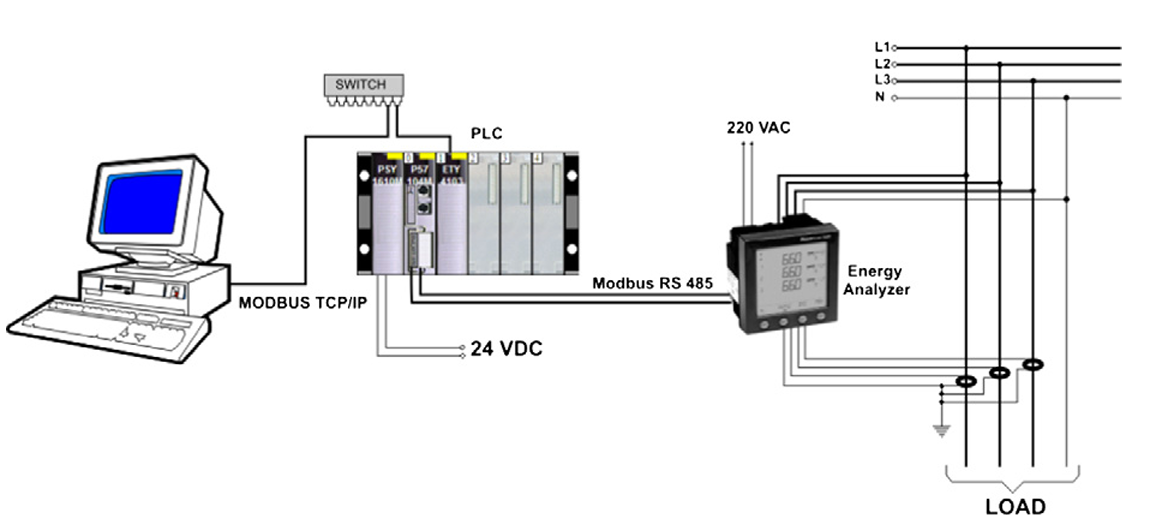 SWITCH
PLC
PSY
1610M
0
P57
104M
1
ETY
4103
2
3
4
MODBUS TCP/IP
24 VDC
Modbus RS 485
220 VAC
Energy
Analyzer
660
660
660
L1
L2
L3
N
LOAD